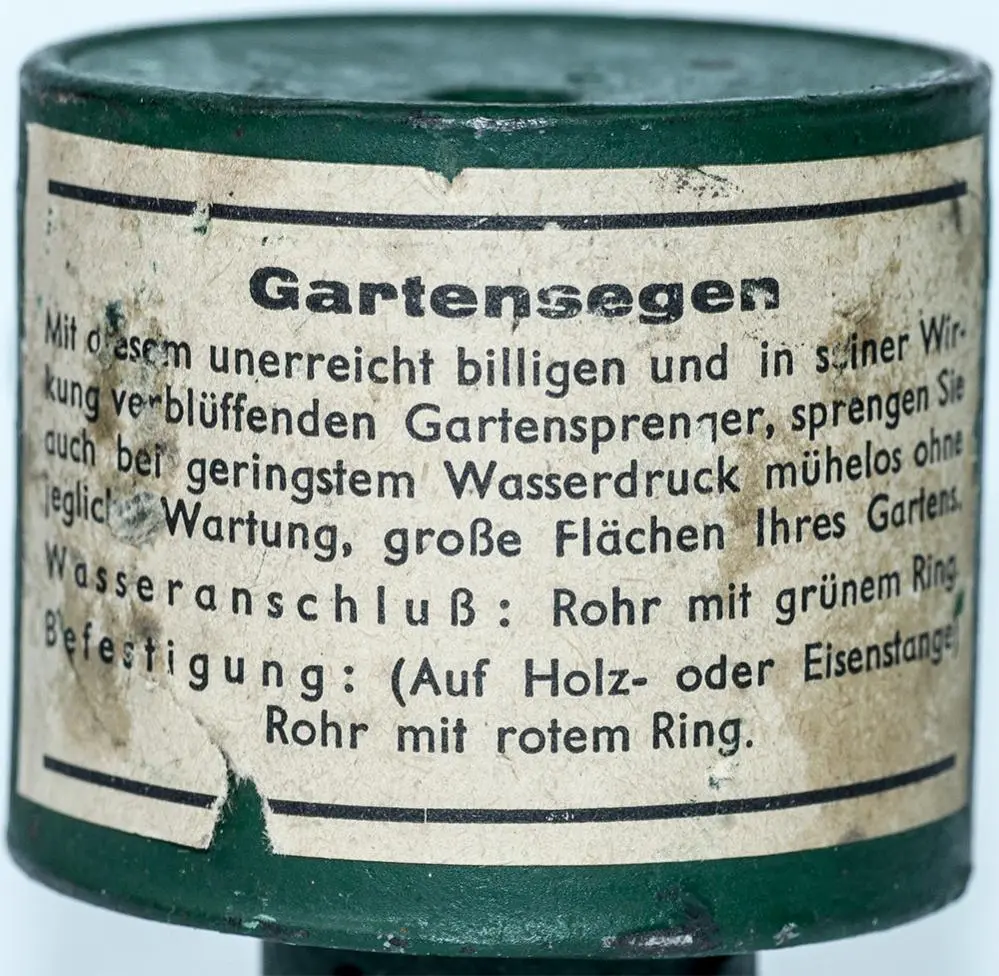 Gartensegen
Mit diesem unerreicht billigen und in seiner Wir-
kung verblüffenden Gartensprenger, sprengen Sie
auch bei geringstem Wasserdruck mühelos ohne
jegliche Wartung, große Flächen Ihres Gartens.
Wasseranschluß: Rohr mit grünem Ring.
Befestigung: (Auf Holz- oder Eisenstange)
Rohr mit rotem Ring.